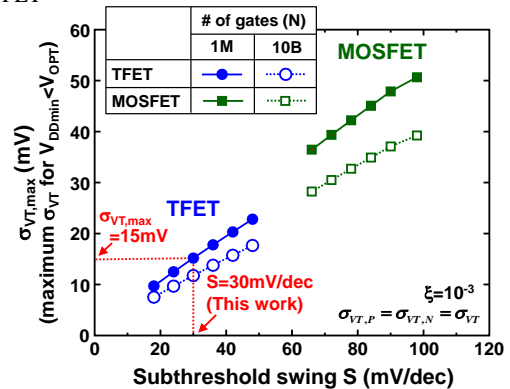 # of gates (N)
1M 10B
TFET
MOSFET
MOSFET
TFET
σVT,max
=15mV
S=30mV/dec
(This work)
ξ=10-3
σVT,P = σVT,N = σVT
σVT,max (mV)
(maximum σVT for VDDmin<VOPT)
60
50
40
30
20
10
0
0 20 40 60 80 100 120
Subthreshold swing S (mV/dec)